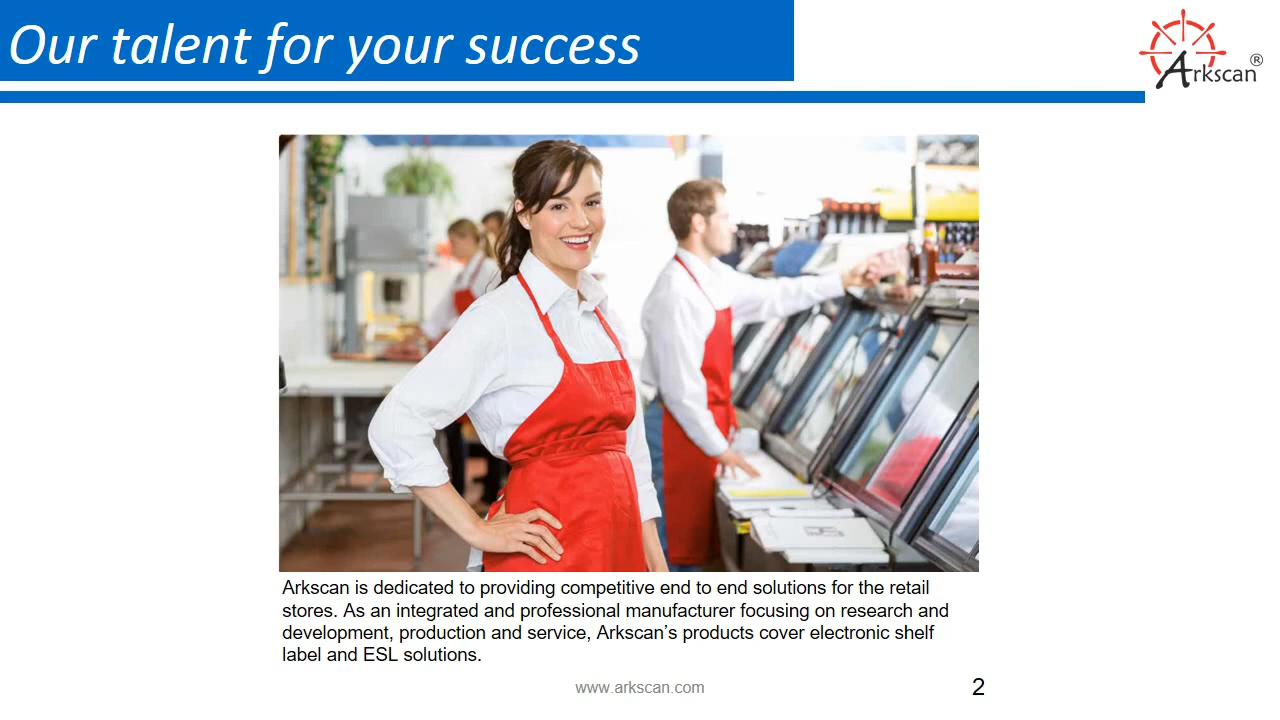 Our talent for your success
Arkscan®
Arkscan is dedicated to providing competitive end to end solutions for the retail
stores. As an integrated and professional manufacturer focusing on research and
development, production and service, Arkscan’s products cover electronic shelf
label and ESL solutions.
www.arkscan.com
2